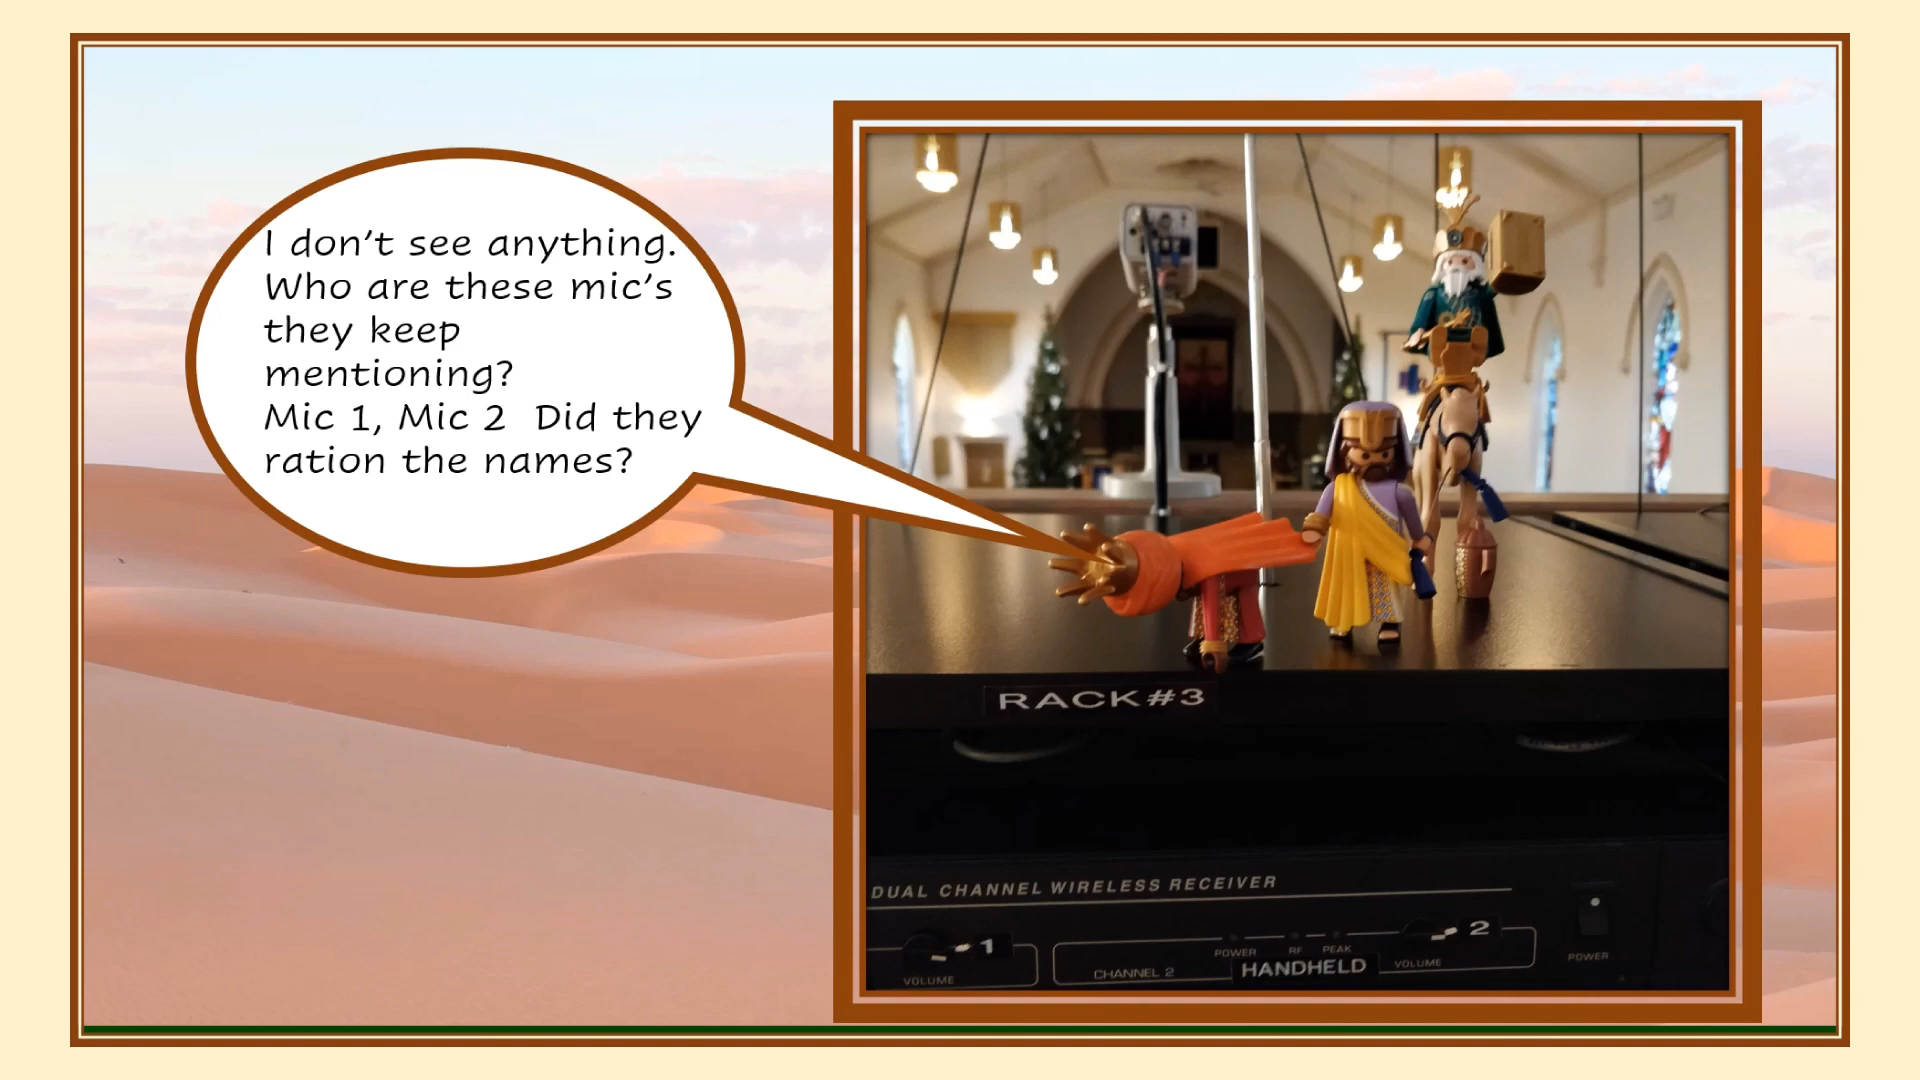 I don't see anything.
Who are these mic's
they keep
mentioning?
Mic 1, Mic 2  Did they
ration the names?
RACK#3
DUAL CHANNEL WIRELESS RECEIVER
1
VOLUME
CHANNEL 2
POWER RF PEAK
HANDHELD
VOLUME
2
POWER